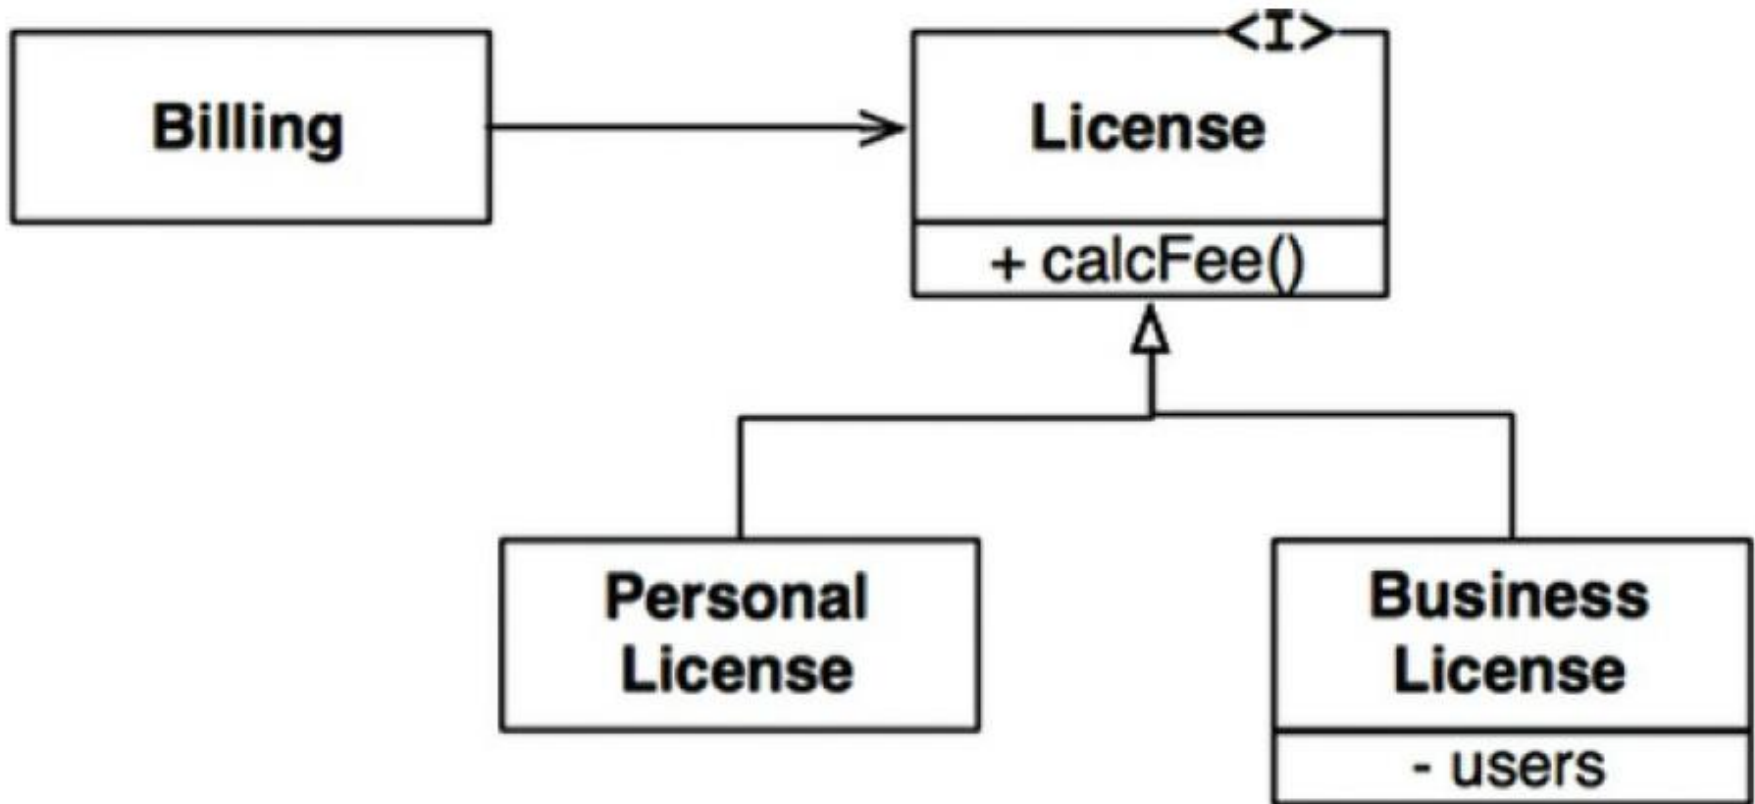 Billing
<I>
License
+ calcFee()
Personal
License
Business
License
- users